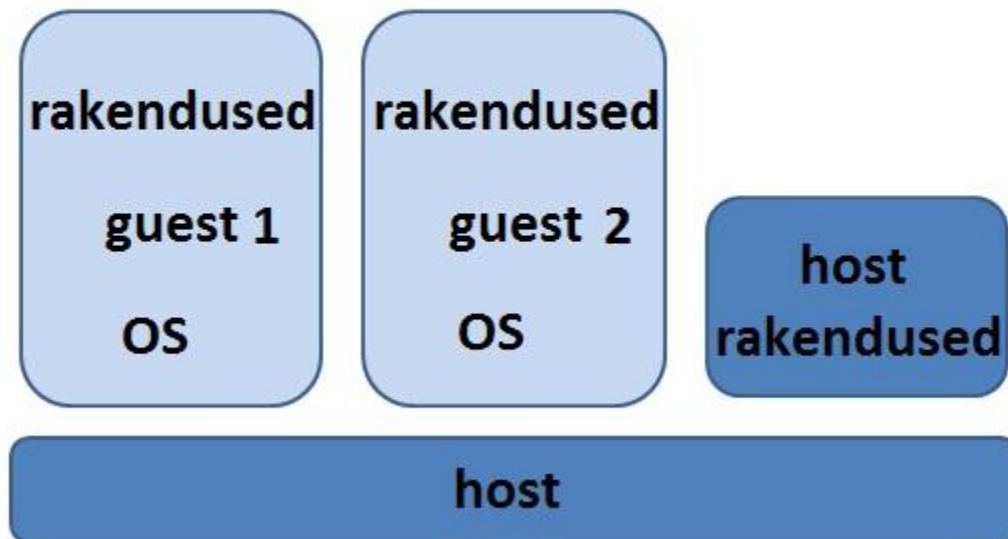 rakendused
guest 1
OS
rakendused
guest 2
OS
host
rakendused
host